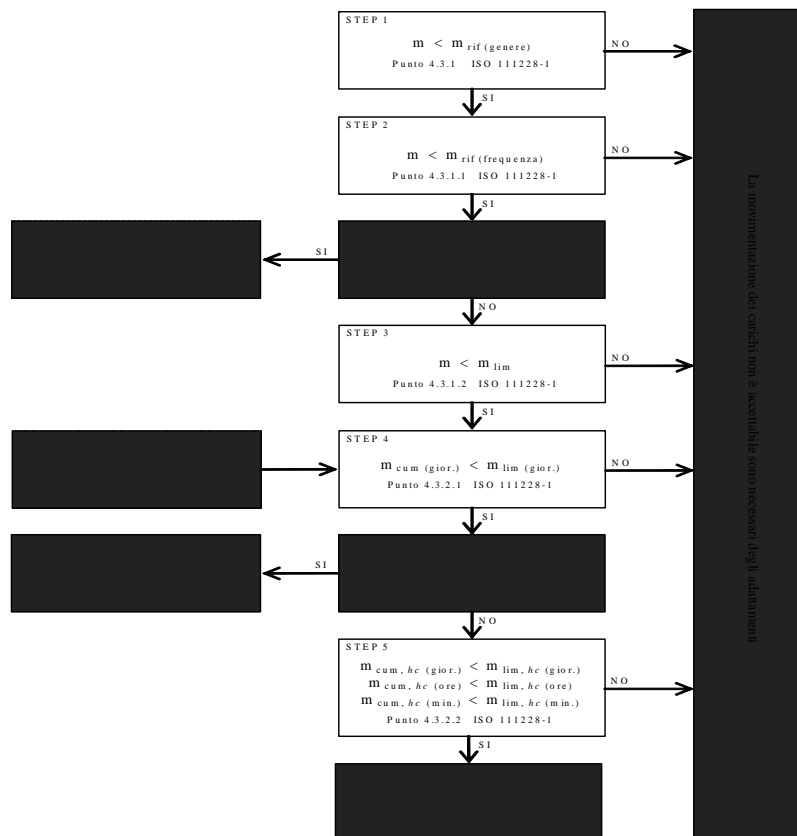 STEP 1
m < m rif (genere)
Punto 4.3.1 ISO 111228-1
NO
SI
STEP 2
m < m rif (frequenza)
Punto 4.3.1.1 ISO 111228-1
NO
SI
SI
NO
STEP 3
m < m lim
Punto 4.3.1.2 ISO 111228-1
NO
SI
STEP 4
m cum (gior.) < m lim (gior.)
Punto 4.3.2.1 ISO 111228-1
NO
SI
SI
NO
STEP 5
m cum, hc (gior.) < m lim, hc (gior.)
m cum, hc (ore) < m lim, hc (ore)
m cum, hc (min.) < m lim, hc (min.)
Punto 4.3.2.2 ISO 111228-1
NO
SI
La movimentazione dei carichi non è accettabile sono necessari degli adattamenti